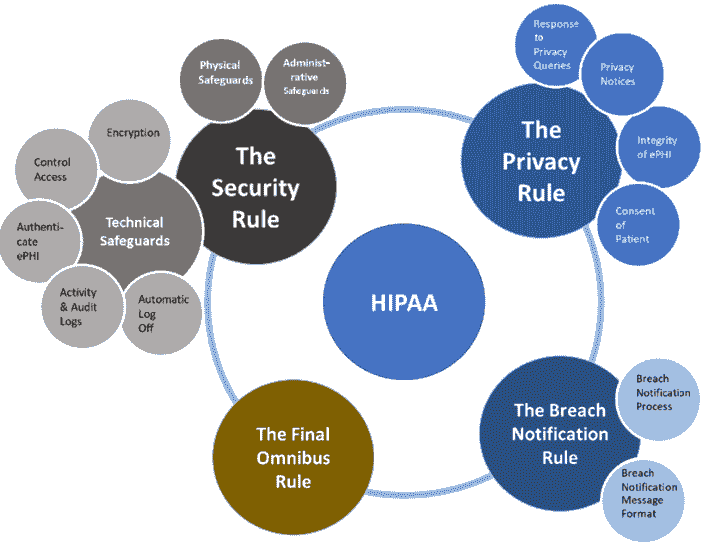 Response
to
Privacy
Queries
Physical
Safeguards
Administ-
rative
Safeguards
Privacy
Notices
Encryption
The
Security
Rule
The
Privacy
Rule
Integrity
of ePHI
Control
Access
Authenti-
cate
ePHI
Technical
Safeguards
Consent
of
Patient
Activity
& Audit
Logs
Automatic
Log
Off
HIPAA
The Final
Omnibus
Rule
The Breach
Notification
Rule
Breach
Notification
Process
Breach
Notification
Message
Format